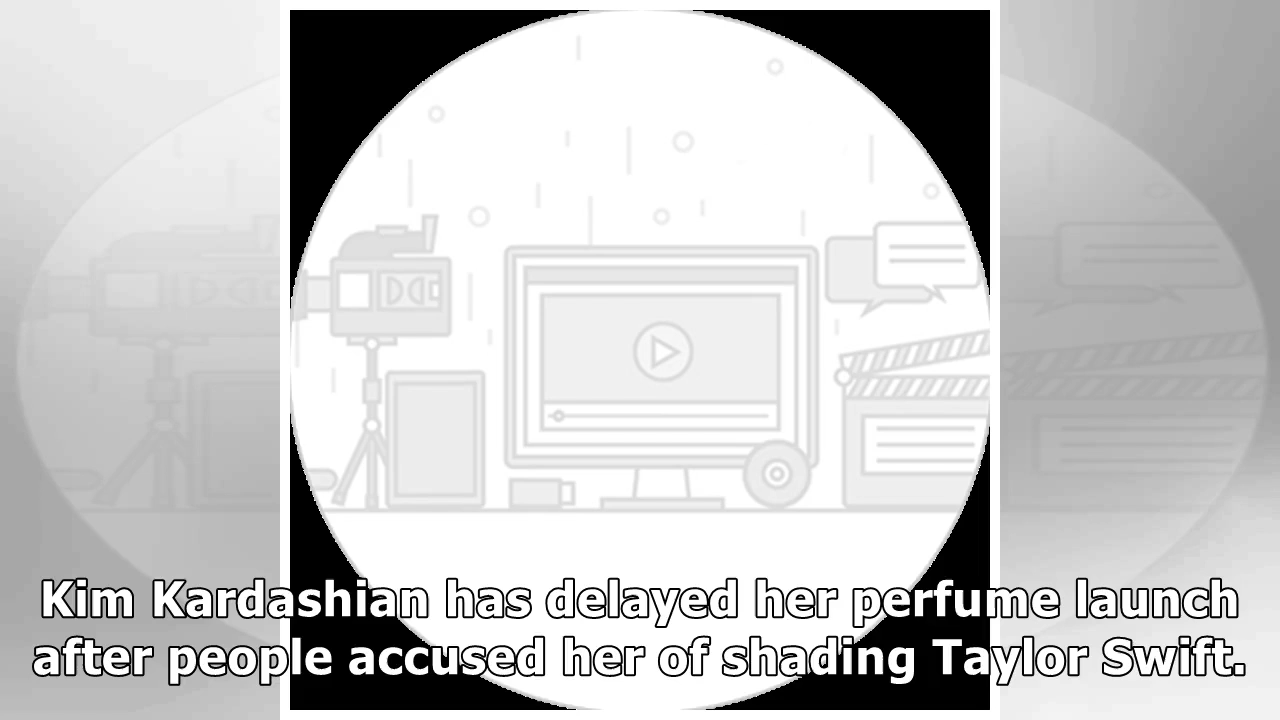 Kim Kardashian has delayed her perfume launch
after people accused her of shading Taylor Swift.